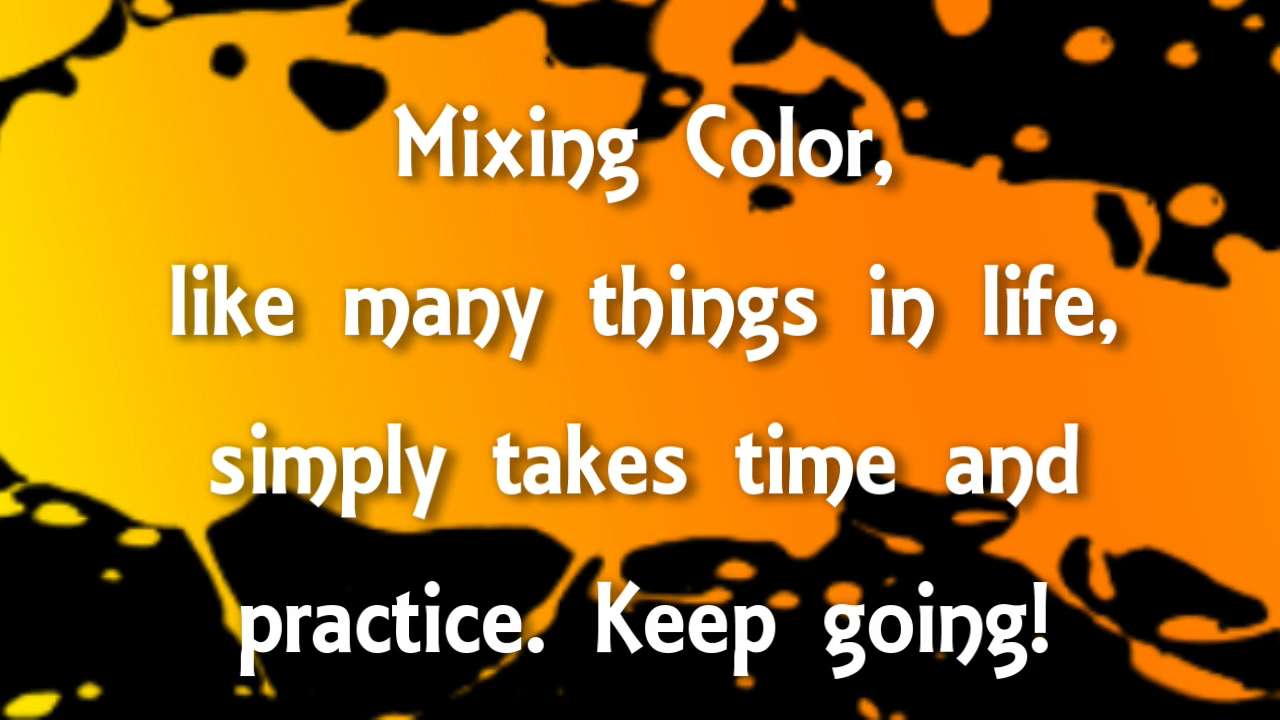 Mixing Color,
like many things in life,
simply takes time and
practice. Keep going!